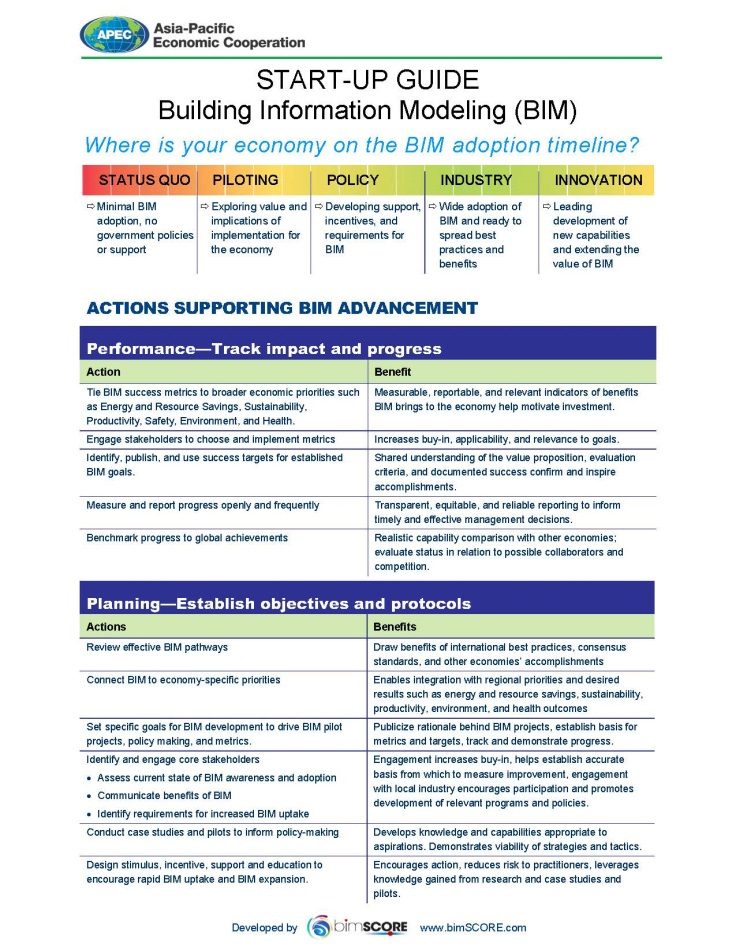 APEC
Asia-Pacific
Economic Cooperation
START-UP GUIDE
Building Information Modeling (BIM)
Where is your economy on the BIM adoption timeline?
STATUS QUO PILOTING POLICY INDUSTRY INNOVATION
⇨ Minimal BIM
adoption, no
government policies
or support
⇨ Exploring value and
implications of
implementation for
the economy
⇨ Developing support,
incentives, and
requirements for
BIM
⇨ Wide adoption of
BIM and ready to
spread best
practices and
benefits
⇨ Leading
development of
new capabilities
and extending the
value of BIM
ACTIONS SUPPORTING BIM ADVANCEMENT
Performance—Track impact and progress
Action Benefit
Tie BIM success metrics to broader economic priorities such
as Energy and Resource Savings, Sustainability,
Productivity, Safety, Environment, and Health.
Measurable, reportable, and relevant indicators of benefits
BIM brings to the economy help motivate investment.
Engage stakeholders to choose and implement metrics
Increases buy-in, applicability, and relevance to goals.
Identify, publish, and use success targets for established
BIM goals.
Shared understanding of the value proposition, evaluation
criteria, and documented success confirm and inspire
accomplishments.
Measure and report progress openly and frequently
Transparent, equitable, and reliable reporting to inform
timely and effective management decisions.
Benchmark progress to global achievements
Realistic capability comparison with other economies;
evaluate status in relation to possible collaborators and
competition.
Planning—Establish objectives and protocols
Actions Benefits
Review effective BIM pathways
Draw benefits of international best practices, consensus
standards, and other economies' accomplishments
Connect BIM to economy-specific priorities
Enables integration with regional priorities and desired
results such as energy and resource savings, sustainability,
productivity, environment, and health outcomes
Set specific goals for BIM development to drive BIM pilot
projects, policy making, and metrics.
Publicize rationale behind BIM projects, establish basis for
metrics and targets, track and demonstrate progress.
Identify and engage core stakeholders
• Assess current state of BIM awareness and adoption
• Communicate benefits of BIM
• Identify requirements for increased BIM uptake
Engagement increases buy-in, helps establish accurate
basis from which to measure improvement, engagement
with local industry encourages participation and promotes
development of relevant programs and policies.
Conduct case studies and pilots to inform policy-making
Develops knowledge and capabilities appropriate to
aspirations. Demonstrates viability of strategies and tactics.
Design stimulus, incentive, support and education to
encourage rapid BIM uptake and BIM expansion.
Encourages action, reduces risk to practitioners, leverages
knowledge gained from research and case studies and
pilots.
Developed by bimSCORE www.bimSCORE.com